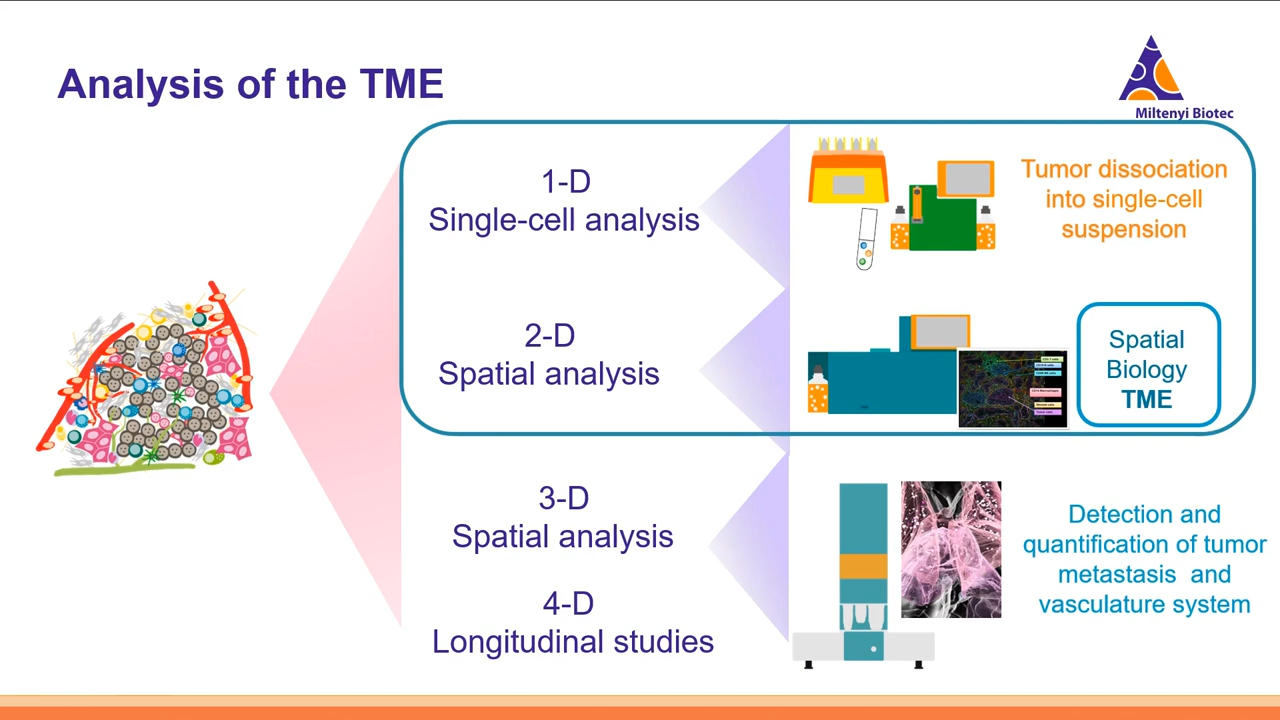 Analysis of the TME
Miltenyi Biotec
1-D
Single-cell analysis
Tumor dissociation
into single-cell
suspension
2-D
Spatial analysis
Spatial
Biology
TME
3-D
Spatial analysis
4-D
Longitudinal studies
Detection and
quantification of tumor
metastasis and
vasculature system